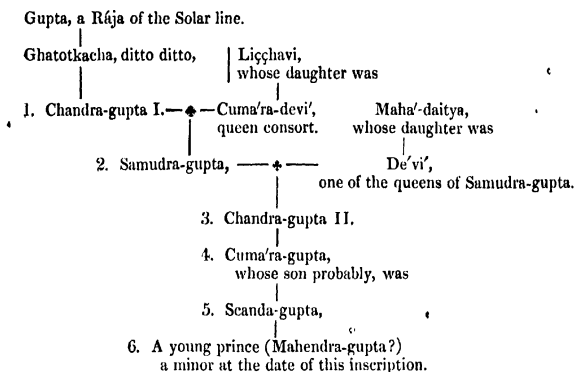 Gupta, a Rája of the Solar line.
Ghatotkacha, ditto ditto, Liççhavi,
whose daughter was
1. Chandra-gupta I.—♣—Cuma'ra-devi', Maha'-daitya,
queen consort. whose daughter was
2. Samudra-gupta, —♣— De'vi',
one of the queens of Samudra-gupta.
3. Chandra-gupta II.
4. Cuma'ra-gupta,
whose son probably, was
5. Scanda-gupta,
6. A young prince (Mahendra-gupta?)
a minor at the date of this inscription.